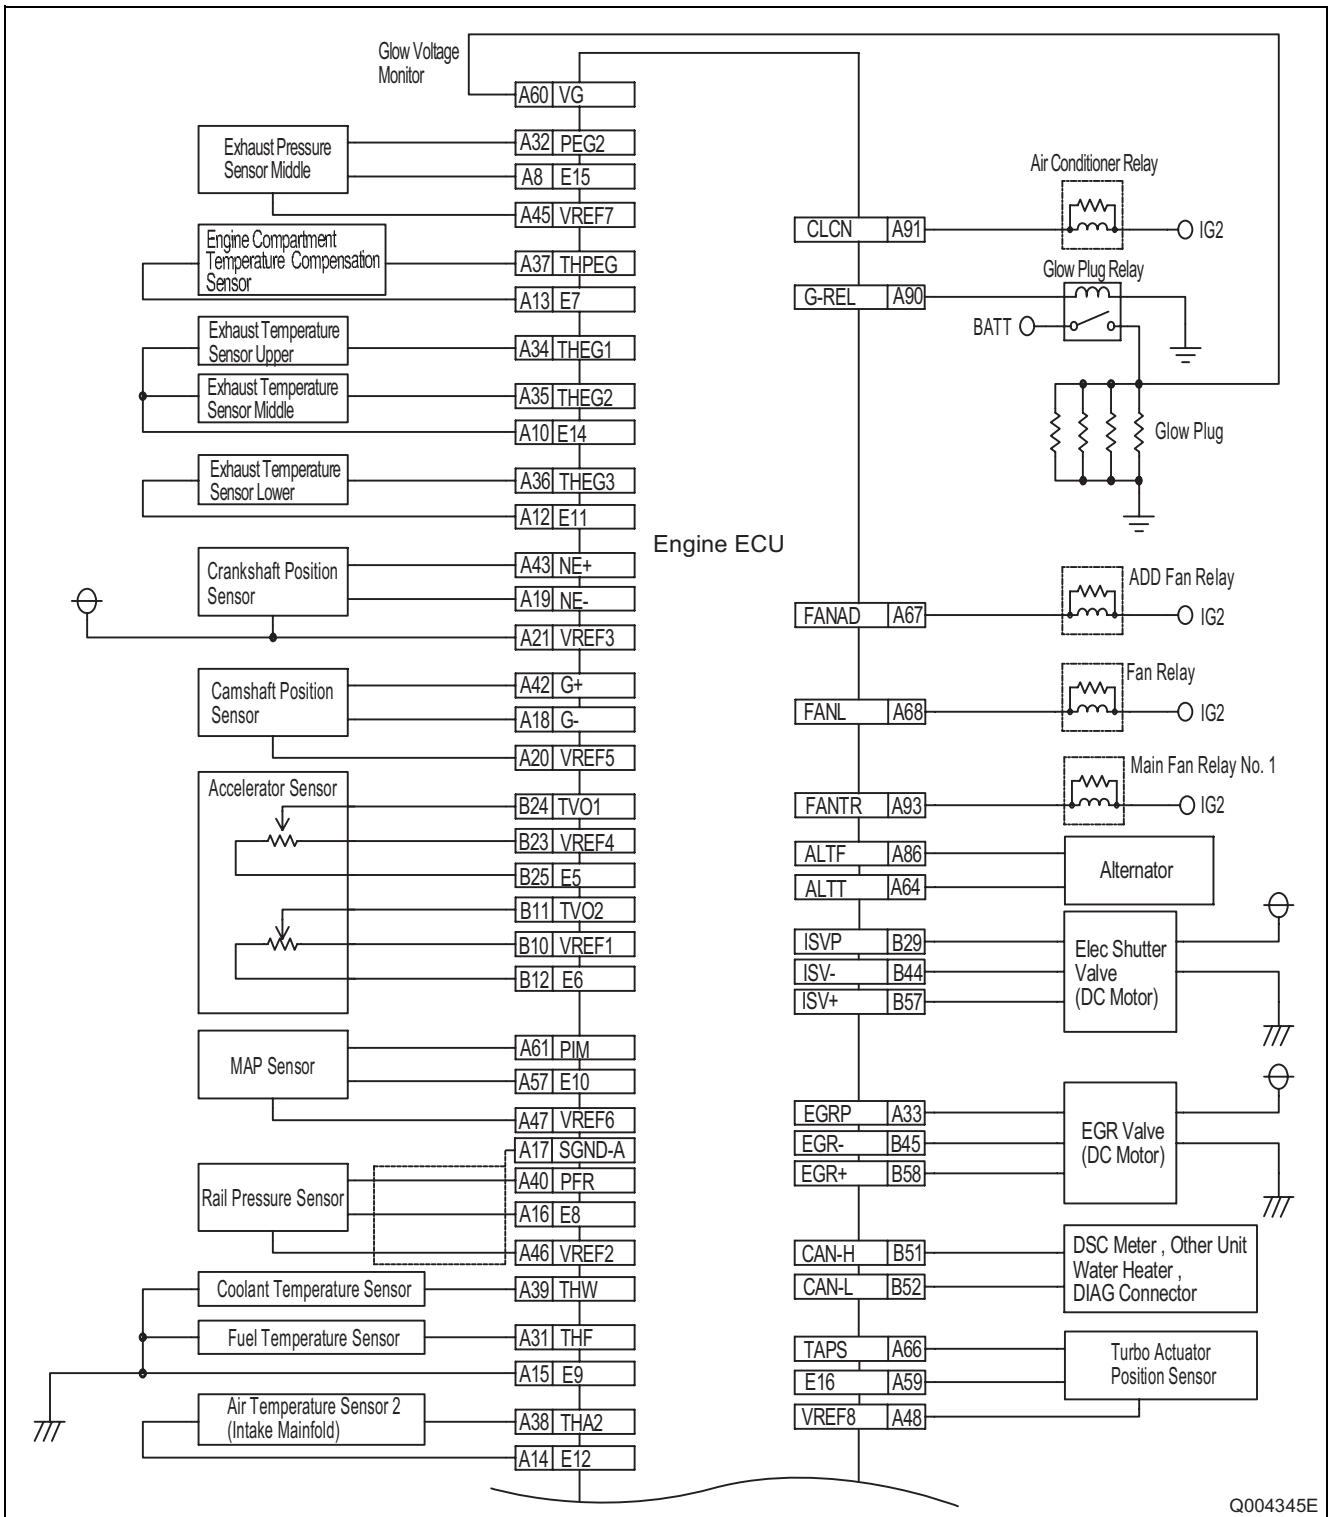 Glow Voltage
Monitor
A60 VG
Exhaust Pressure
Sensor Middle
A32 PEG2
A8 E15
A45 VREF7
Engine Compartment
Temperature Compensation
Sensor
A37 THPEG
A13 E7
Exhaust Temperature
Sensor Upper
A34 THEG1
Exhaust Temperature
Sensor Middle
A35 THEG2
A10 E14
Exhaust Temperature
Sensor Lower
A36 THEG3
A12 E11
Engine ECU
Crankshaft Position
Sensor
A43 NE+
A19 NE-
A21 VREF3
Camshaft Position
Sensor
A42 G+
A18 G-
A20 VREF5
Accelerator Sensor
B24 TVO1
B23 VREF4
B25 E5
B11 TVO2
B10 VREF1
B12 E6
MAP Sensor
A61 PIM
A57 E10
A47 VREF6
A17 SGND-A
Rail Pressure Sensor
A40 PFR
A16 E8
A46 VREF2
Coolant Temperature Sensor
A39 THW
Fuel Temperature Sensor
A31 THF
A15 E9
Air Temperature Sensor 2
(Intake Mainfold)
A38 THA2
A14 E12
Air Conditioner Relay
CLCN A91
IG2
Glow Plug Relay
G-REL A90
BATT
Glow Plug
ADD Fan Relay
FANAD A67
IG2
Fan Relay
FANL A68
IG2
Main Fan Relay No. 1
FANTR A93
IG2
ALTF A86
ALTT A64
Alternator
ISVP B29
ISV- B44
ISV+ B57
Elec Shutter
Valve
(DC Motor)
EGRP A33
EGR- B45
EGR+ B58
EGR Valve
(DC Motor)
CAN-H B51
CAN-L B52
DSC Meter , Other Unit
Water Heater ,
DIAG Connector
TAPS A66
E16 A59
VREF8 A48
Turbo Actuator
Position Sensor
Q004345E